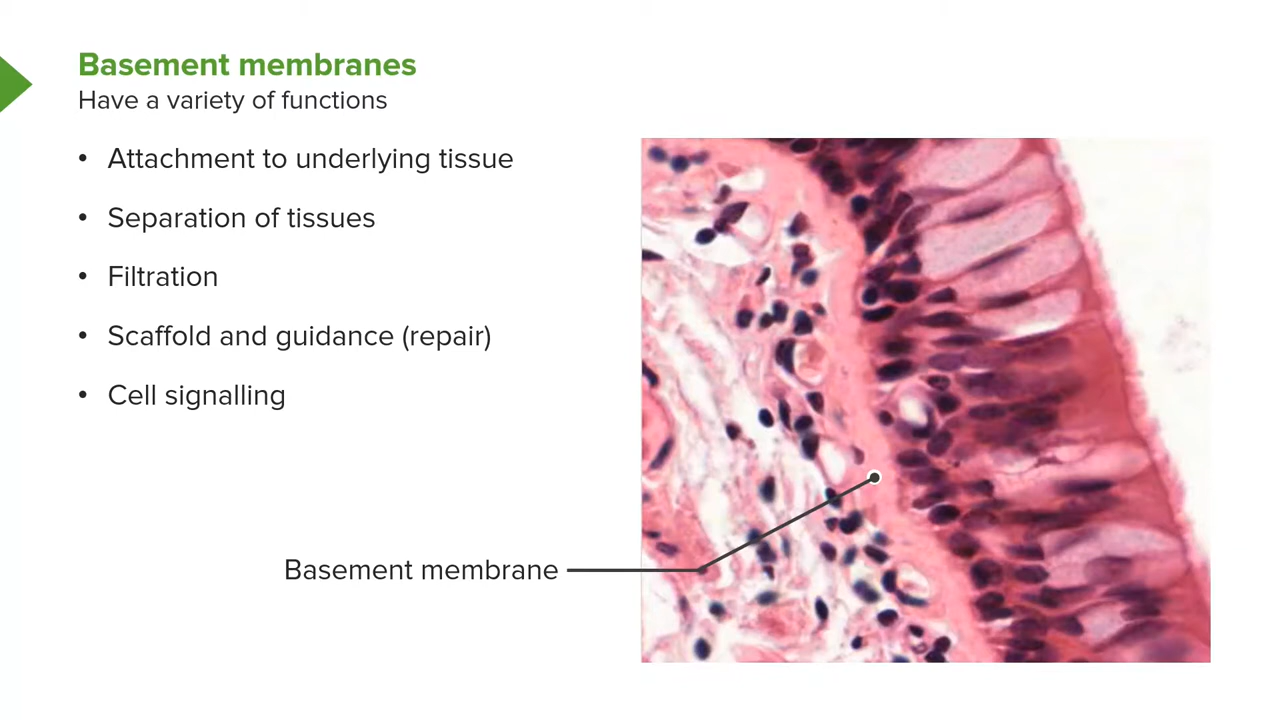 Basement membranes
Have a variety of functions
• Attachment to underlying tissue
• Separation of tissues
• Filtration
• Scaffold and guidance (repair)
• Cell signalling
Basement membrane